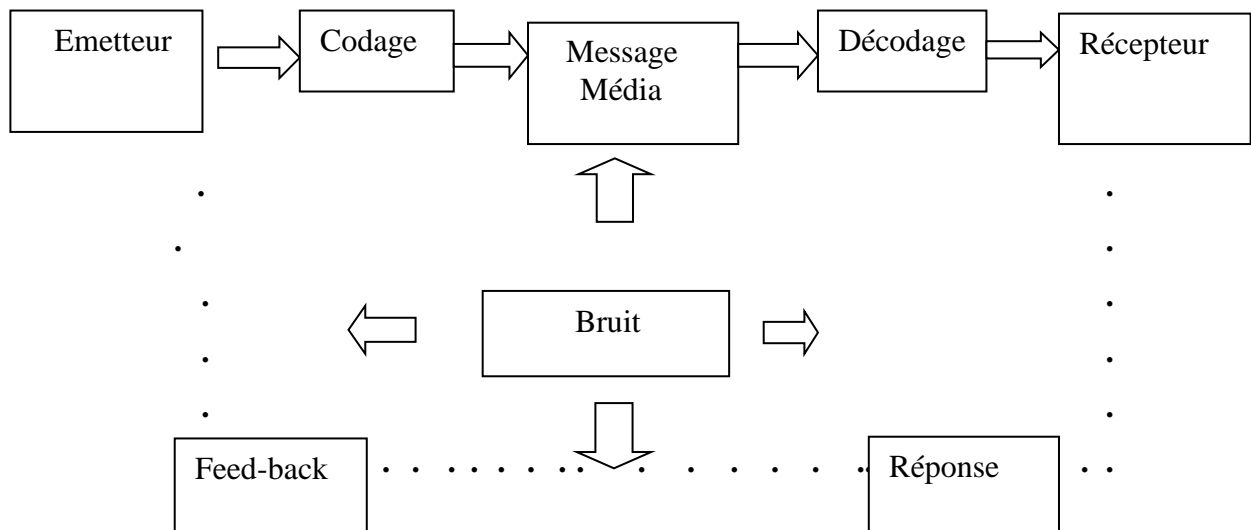 Emetteur
Codage
Message
Média
Décodage
Récepteur
Bruit
Feed-back
Réponse